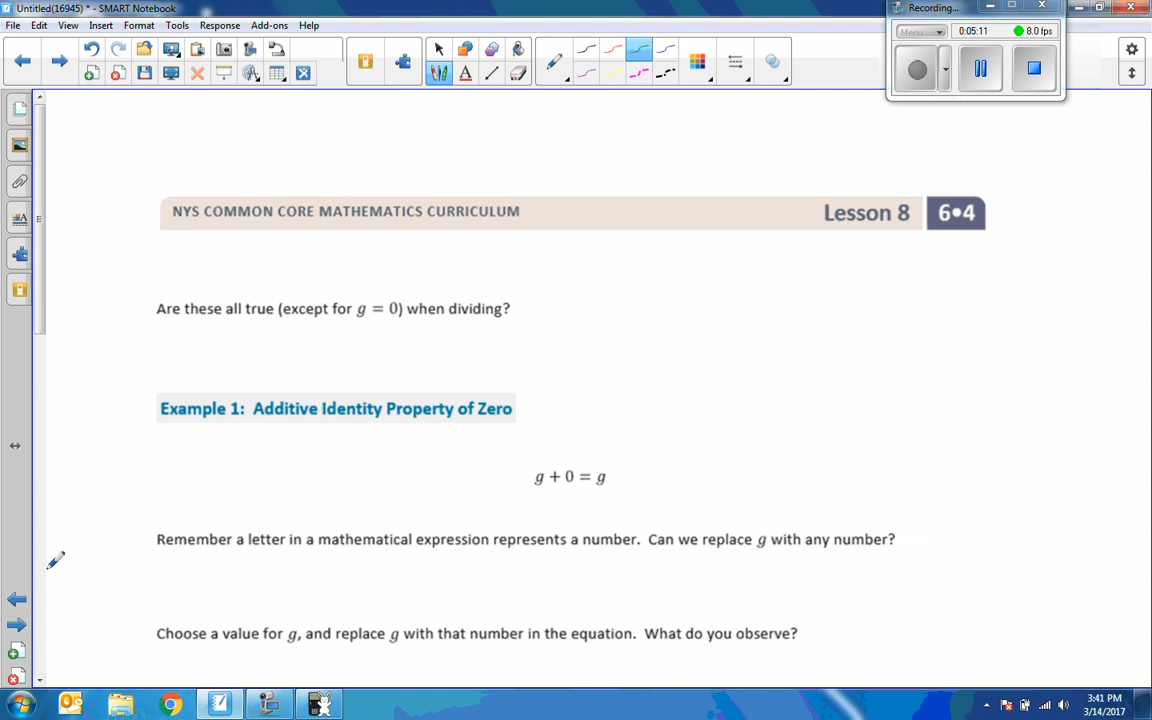 Untitled(16945) * - SMART Notebook
Recording...
File Edit View Insert Format Tools Response Add-ons Help
Menu
0:05:11
8.0 fps
NYS COMMON CORE MATHEMATICS CURRICULUM
Lesson 8
6•4
Are these all true (except for g = 0) when dividing?
Example 1: Additive Identity Property of Zero
g + 0 = g
Remember a letter in a mathematical expression represents a number. Can we replace g with any number?
Choose a value for g, and replace g with that number in the equation. What do you observe?
3:41 PM
3/14/2017